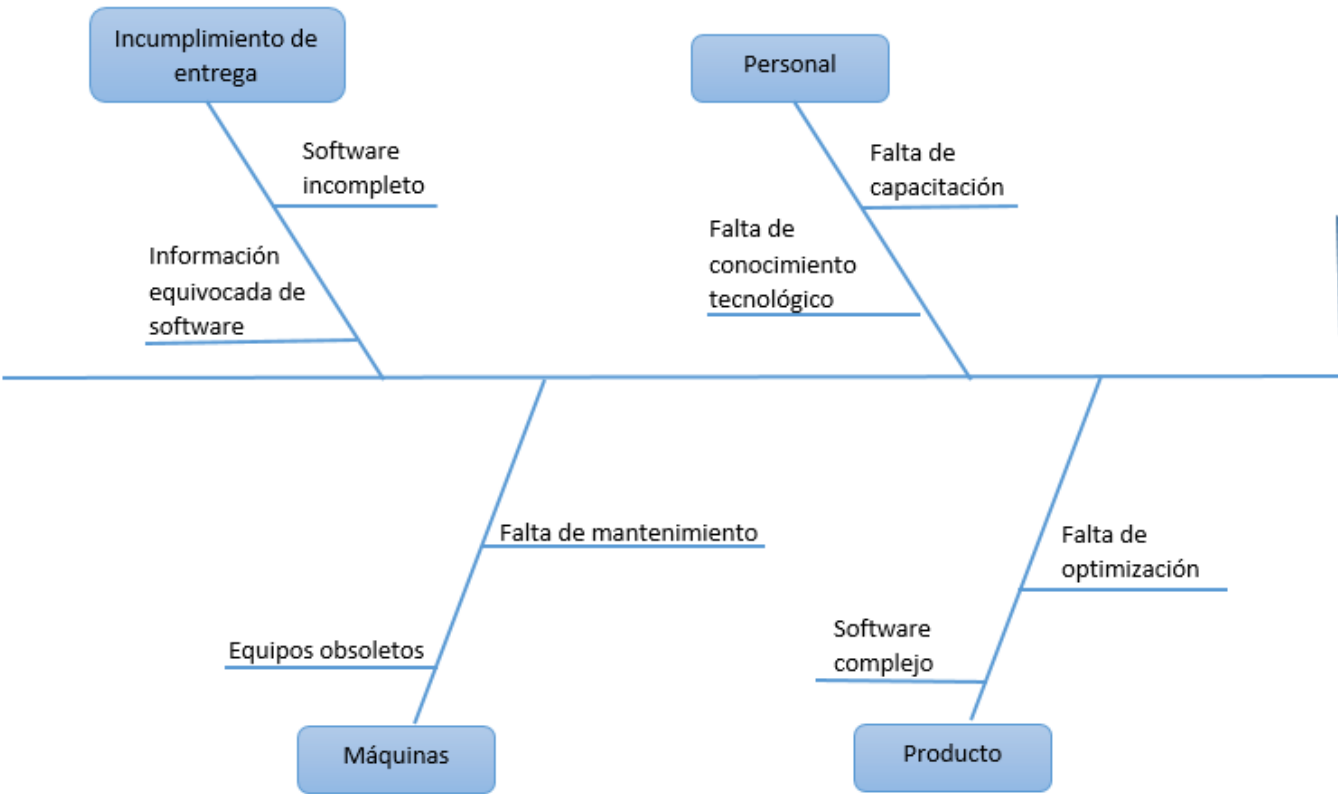 Incumplimiento de
entrega
Personal
Software
incompleto
Falta de
capacitación
Información
equivocada de
software
Falta de
conocimiento
tecnológico
Falta de mantenimiento
Falta de
optimización
Equipos obsoletos
Software
complejo
Máquinas
Producto